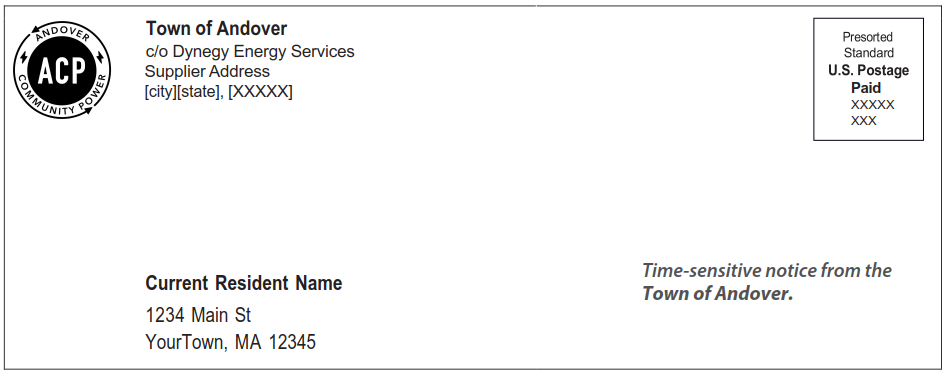 ANDOVER
ACP
COMMUNITY POWER
Town of Andover
c/o Dynegy Energy Services
Supplier Address
[city][state], [XXXXX]
Presorted
Standard
U.S. Postage
Paid
XXXXX
XXX
Current Resident Name
1234 Main St
YourTown, MA 12345
Time-sensitive notice from the
Town of Andover.